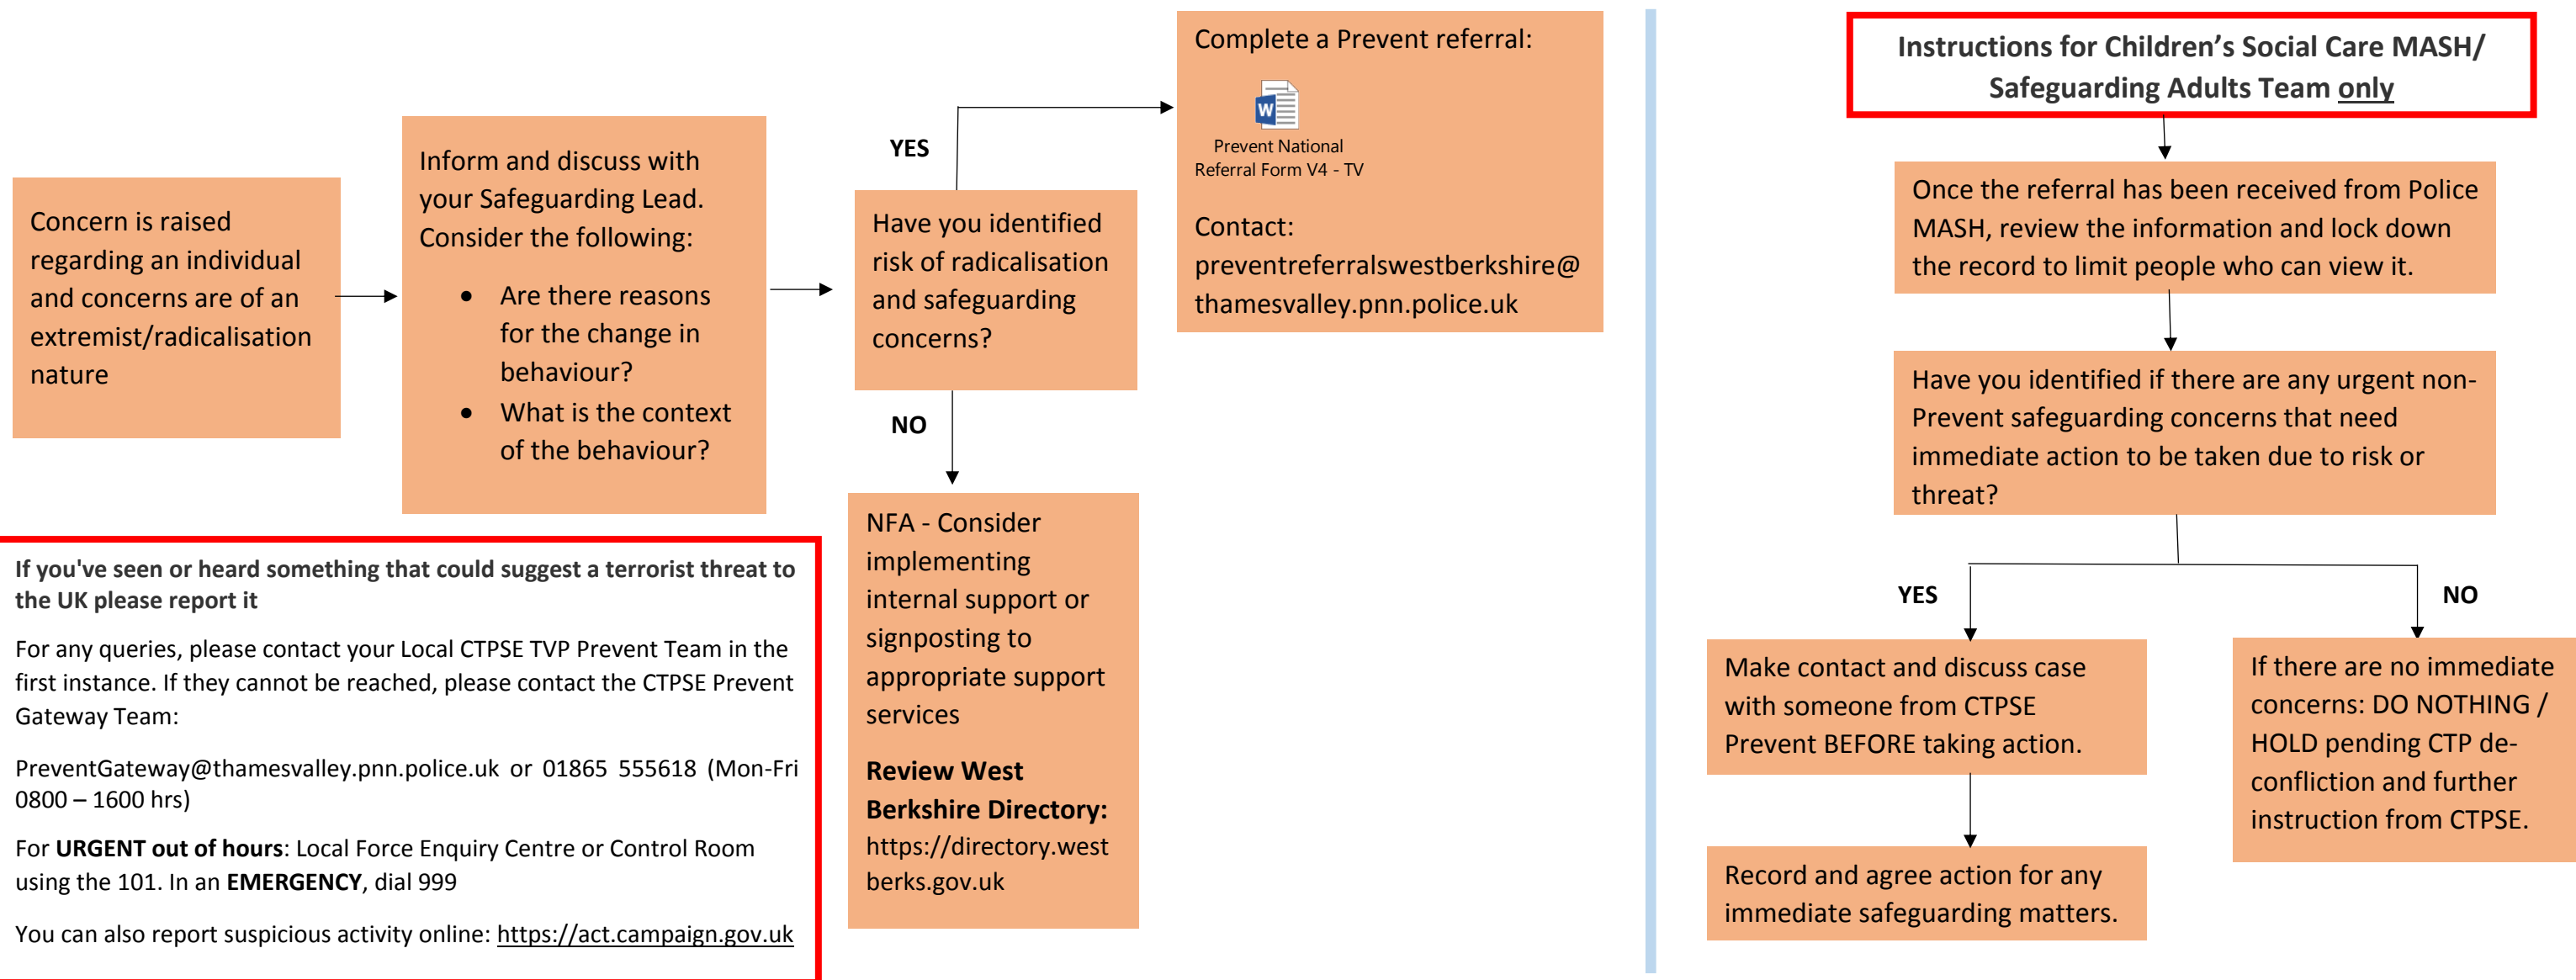 Concern is raised
regarding an individual
and concerns are of an
extremist/radicalisation
nature
Inform and discuss with
your Safeguarding Lead.
Consider the following:
• Are there reasons
for the change in
behaviour?
• What is the context
of the behaviour?
Have you identified
risk of radicalisation
and safeguarding
concerns?
YES
Complete a Prevent referral:
W
Prevent National
Referral Form V4 - TV
Contact:
preventreferralswestberkshire@
thamesvalley.pnn.police.uk
NO
NFA - Consider
implementing
internal support or
signposting to
appropriate support
services
Review West
Berkshire Directory:
https://directory.west
berks.gov.uk
If you've seen or heard something that could suggest a terrorist threat to
the UK please report it
For any queries, please contact your Local CTPSE TVP Prevent Team in the
first instance. If they cannot be reached, please contact the CTPSE Prevent
Gateway Team:
PreventGateway@thamesvalley.pnn.police.uk or 01865 555618 (Mon-Fri
0800 – 1600 hrs)
For URGENT out of hours: Local Force Enquiry Centre or Control Room
using the 101. In an EMERGENCY, dial 999
You can also report suspicious activity online: https://act.campaign.gov.uk
Instructions for Children’s Social Care MASH/
Safeguarding Adults Team only
Once the referral has been received from Police
MASH, review the information and lock down
the record to limit people who can view it.
Have you identified if there are any urgent non-
Prevent safeguarding concerns that need
immediate action to be taken due to risk or
threat?
YES
Make contact and discuss case
with someone from CTPSE
Prevent BEFORE taking action.
Record and agree action for any
immediate safeguarding matters.
NO
If there are no immediate
concerns: DO NOTHING /
HOLD pending CTP de-
confliction and further
instruction from CTPSE.